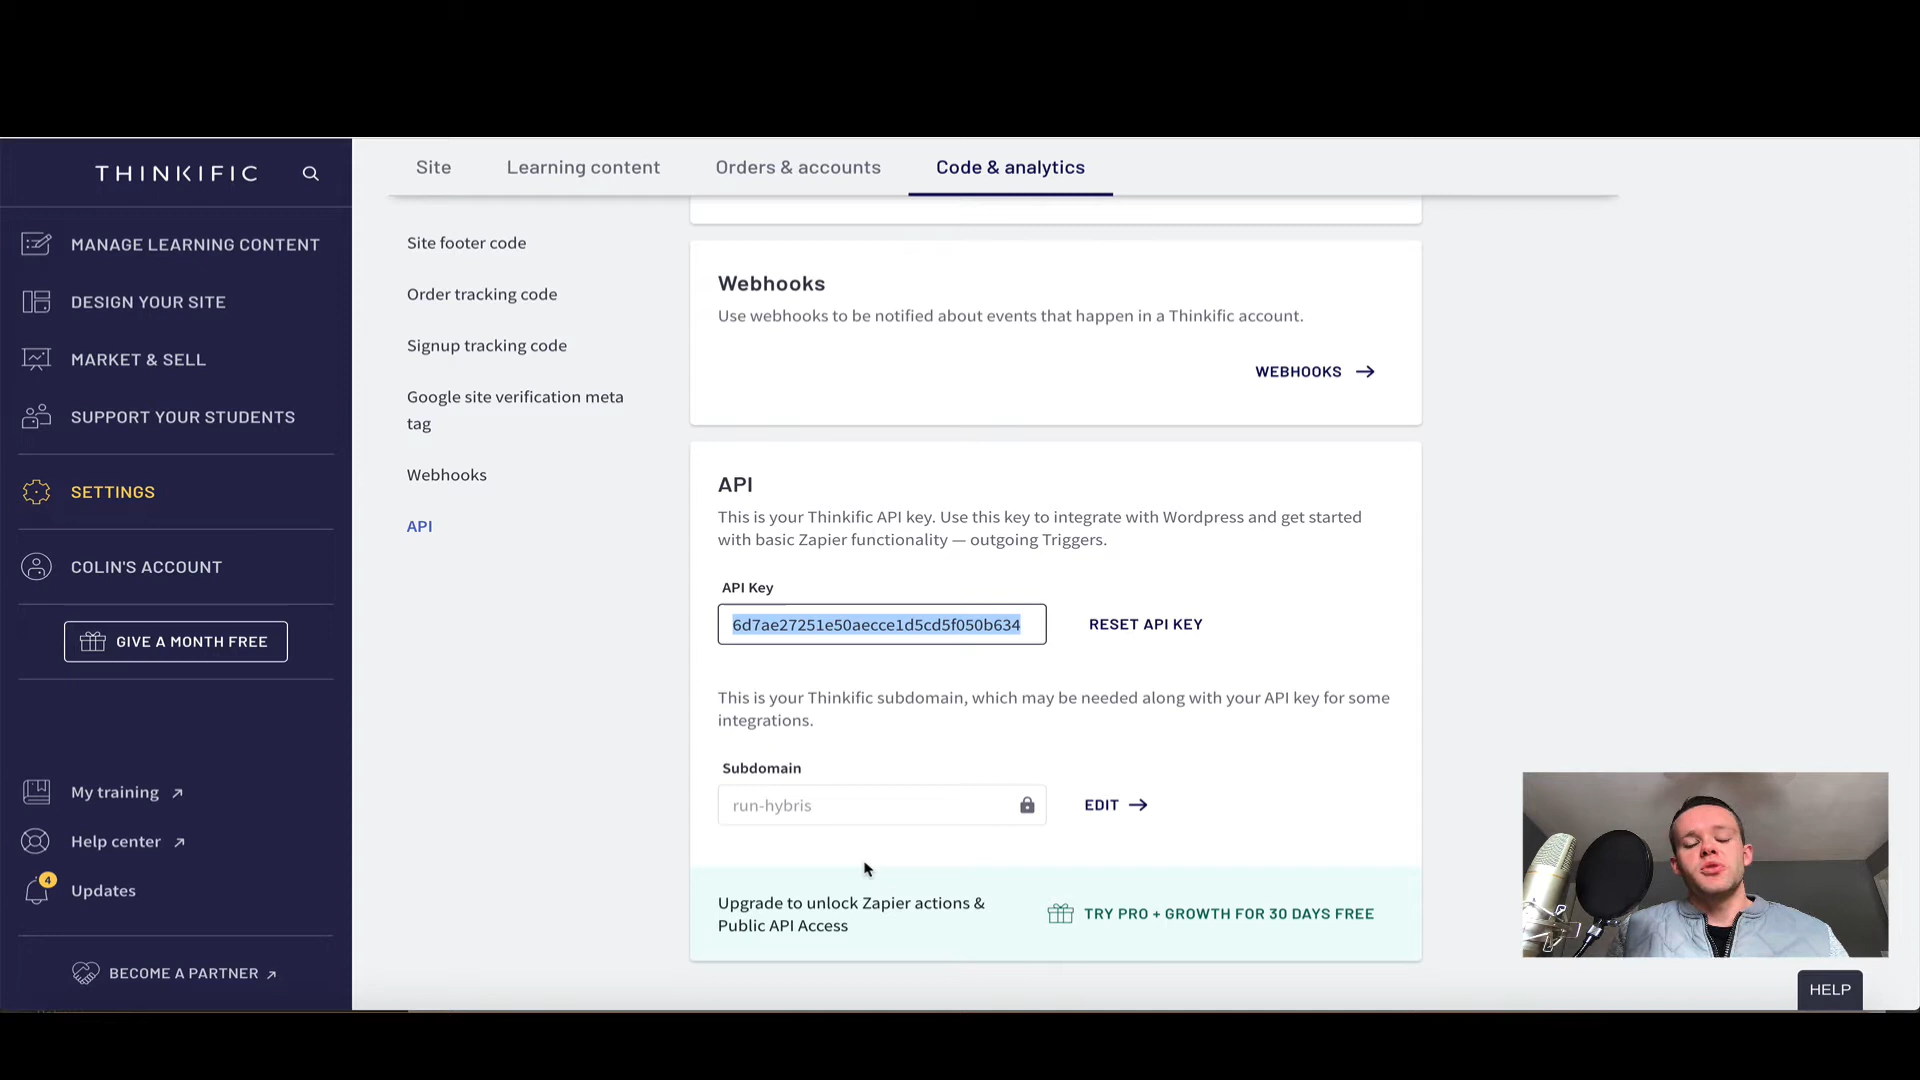 THINKIFIC
MANAGE LEARNING CONTENT
DESIGN YOUR SITE
MARKET & SELL
SUPPORT YOUR STUDENTS
SETTINGS
COLIN'S ACCOUNT
GIVE A MONTH FREE
My training
Help center
4
Updates
BECOME A PARTNER
Site
Learning content
Orders & accounts
Code & analytics
Site footer code
Order tracking code
Signup tracking code
Google site verification meta
tag
Webhooks
API
Webhooks
Use webhooks to be notified about events that happen in a Thinkific account.
WEBHOOKS
API
This is your Thinkific API key. Use this key to integrate with Wordpress and get started
with basic Zapier functionality — outgoing Triggers.
API Key
6d7ae27251e50aecce1d5cd5f050b634
RESET API KEY
This is your Thinkific subdomain, which may be needed along with your API key for some
integrations.
Subdomain
run-hybris
EDIT
Upgrade to unlock Zapier actions &
Public API Access
TRY PRO + GROWTH FOR 30 DAYS FREE
HELP